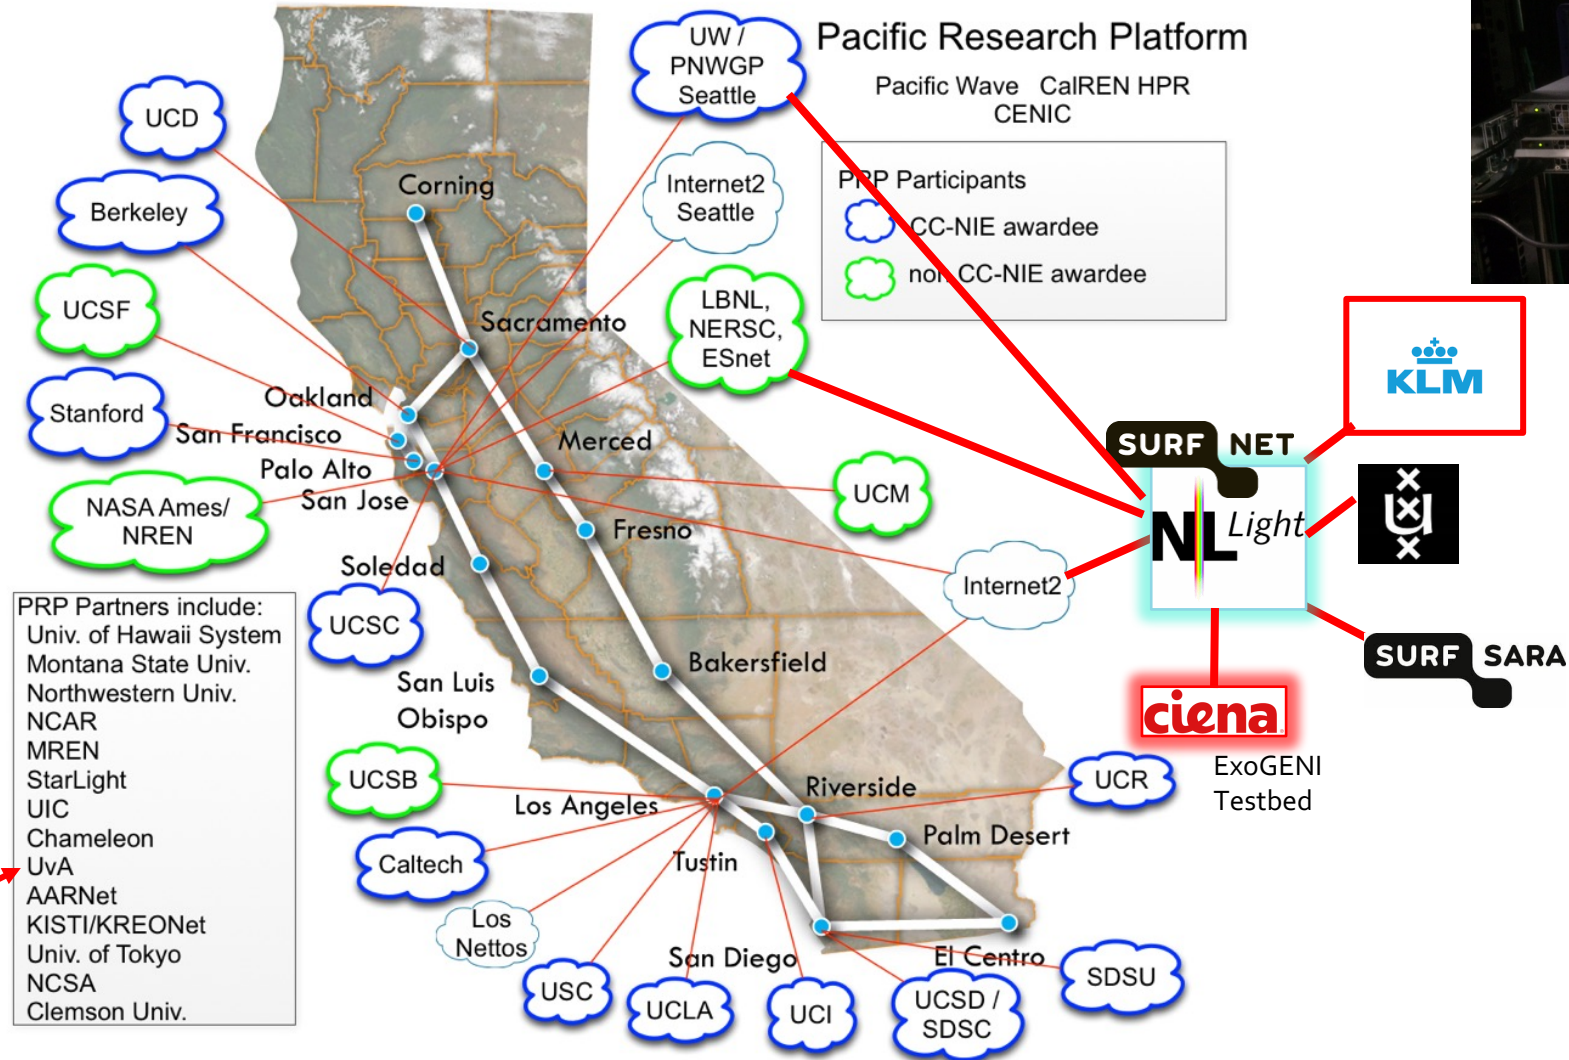 Pacific Research Platform
Pacific Wave CalREN HPR
CENIC
PRP Participants
CC-NIE awardee
non CC-NIE awardee
UW /
PNWGP
Seattle
Internet2
Seattle
LBNL,
NERSC,
ESnet
UCD
Berkeley
UCSF
Stanford
NASA Ames/
NREN
UCSC
Corning
Sacramento
Oakland
San Francisco
Palo Alto
San Jose
Merced
Fresno
Soledad
San Luis
Obispo
Bakersfield
Los Angeles
Riverside
Palm Desert
Tustin
San Diego
El Centro
UCM
Internet2
UCR
UCSB
Caltech
Los
Nettos
USC
UCLA
UCI
UCSD /
SDSC
SDSU
PRP Partners include:
Univ. of Hawaii System
Montana State Univ.
Northwestern Univ.
NCAR
MREN
StarLight
UIC
Chameleon
UvA
AARNet
KISTI/KREONet
Univ. of Tokyo
NCSA
Clemson Univ.
KLM
SURF NET
NL Light
U
SURF SARA
ciena
ExoGENI
Testbed